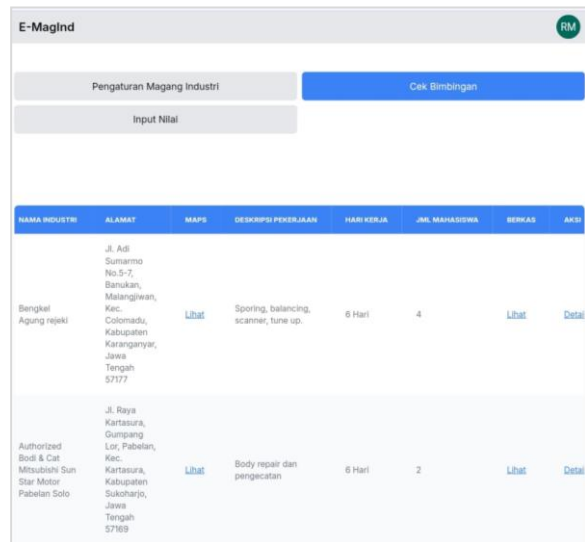 E-MagInd
RM
Pengaturan Magang Industri
Cek Bimbingan
Input Nilai
NAMA INDUSTRI ALAMAT MAPS DESKRIPSI PEKERJAAN HARI KERJA JML MAHASISWA BERKAS AKSI
Bengkel
Agung rejeki
Jl. Adi
Sumarmo
No.5-7,
Banukan,
Malangjiwan,
Kec.
Colomadu,
Kabupaten
Karanganyar,
Jawa
Tengah
57177
Lihat
Sporing, balancing,
scanner, tune up.
6 Hari
4
Lihat
Detai
Authorized
Bodi & Cat
Mitsubishi Sun
Star Motor
Pabelan Solo
Jl. Raya
Kartasura,
Gumpang
Lor, Pabelan,
Kec.
Kartasura,
Kabupaten
Sukoharjo,
Jawa
Tengah
57169
Lihat
Body repair dan
pengecatan
6 Hari
2
Lihat
Detai